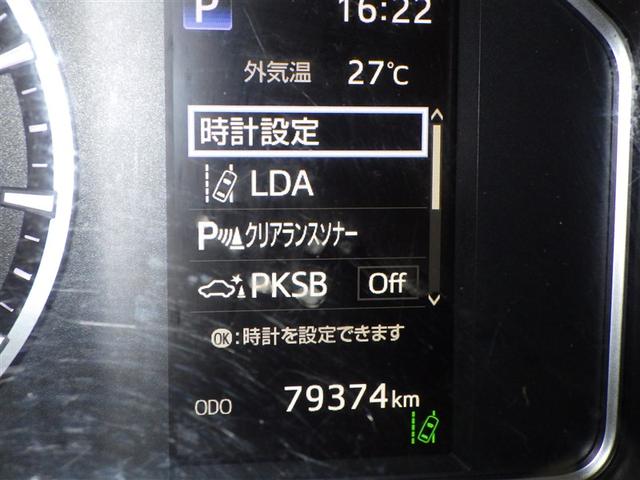 P 16:22
外気温 27℃
時計設定
LDA
Pクリアランスソナー
PKSB Off
OK:時計を設定できます
ODO 79374km